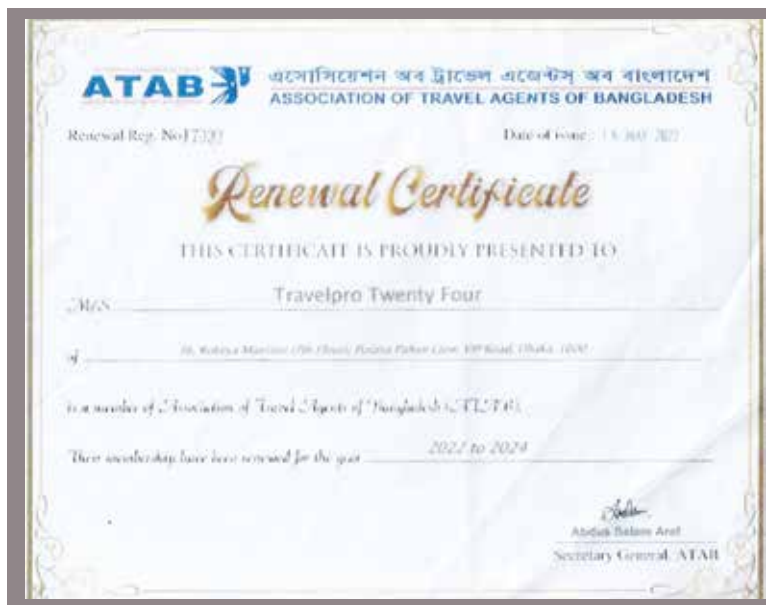 ATAB
এসোসিয়েশন অব ট্রাভেল এজেন্টস্ অব বাংলাদেশ
ASSOCIATION OF TRAVEL AGENTS OF BANGLADESH
Renewal Reg. No
Date of issue :
Renewal Certificate
THIS CERTIFICATE IS PROUDLY PRESENTED TO
M/S
Travelpro Twenty Four
of
Road, Dhaka, 1000
is a member of Association of Travel Agents of Bangladesh (ATAB).
Their membership have been renewed for the year 2022 to 2024
Abdus Salam Aref
Secretary General, ATAB